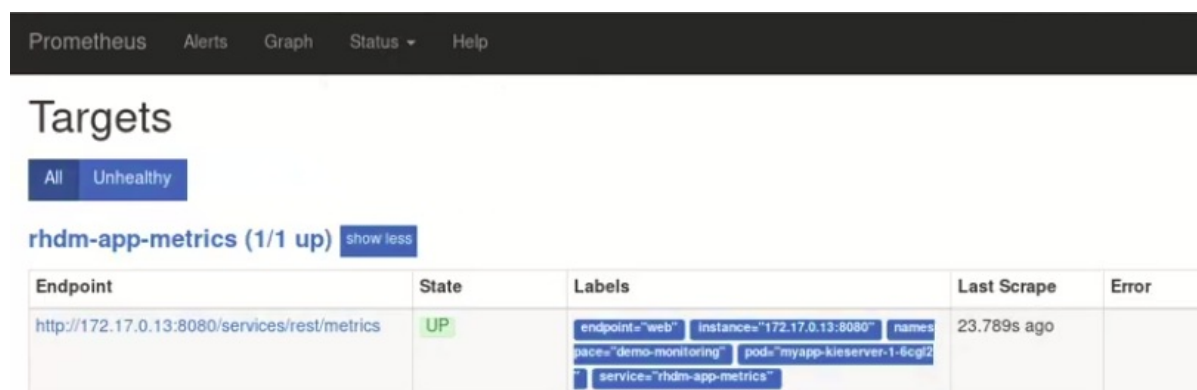 Prometheus Alerts Graph Status Help
Targets
All Unhealthy
rhdm-app-metrics (1/1 up) show less
Endpoint State Labels Last Scrape Error
http://172.17.0.13:8080/services/rest/metrics UP endpoint="web" instance="172.17.0.13:8080" names 23.789s ago
pace="demo-monitoring" pod="myapp-kieserver-1-6cgl2
" service="rhdm-app-metrics"